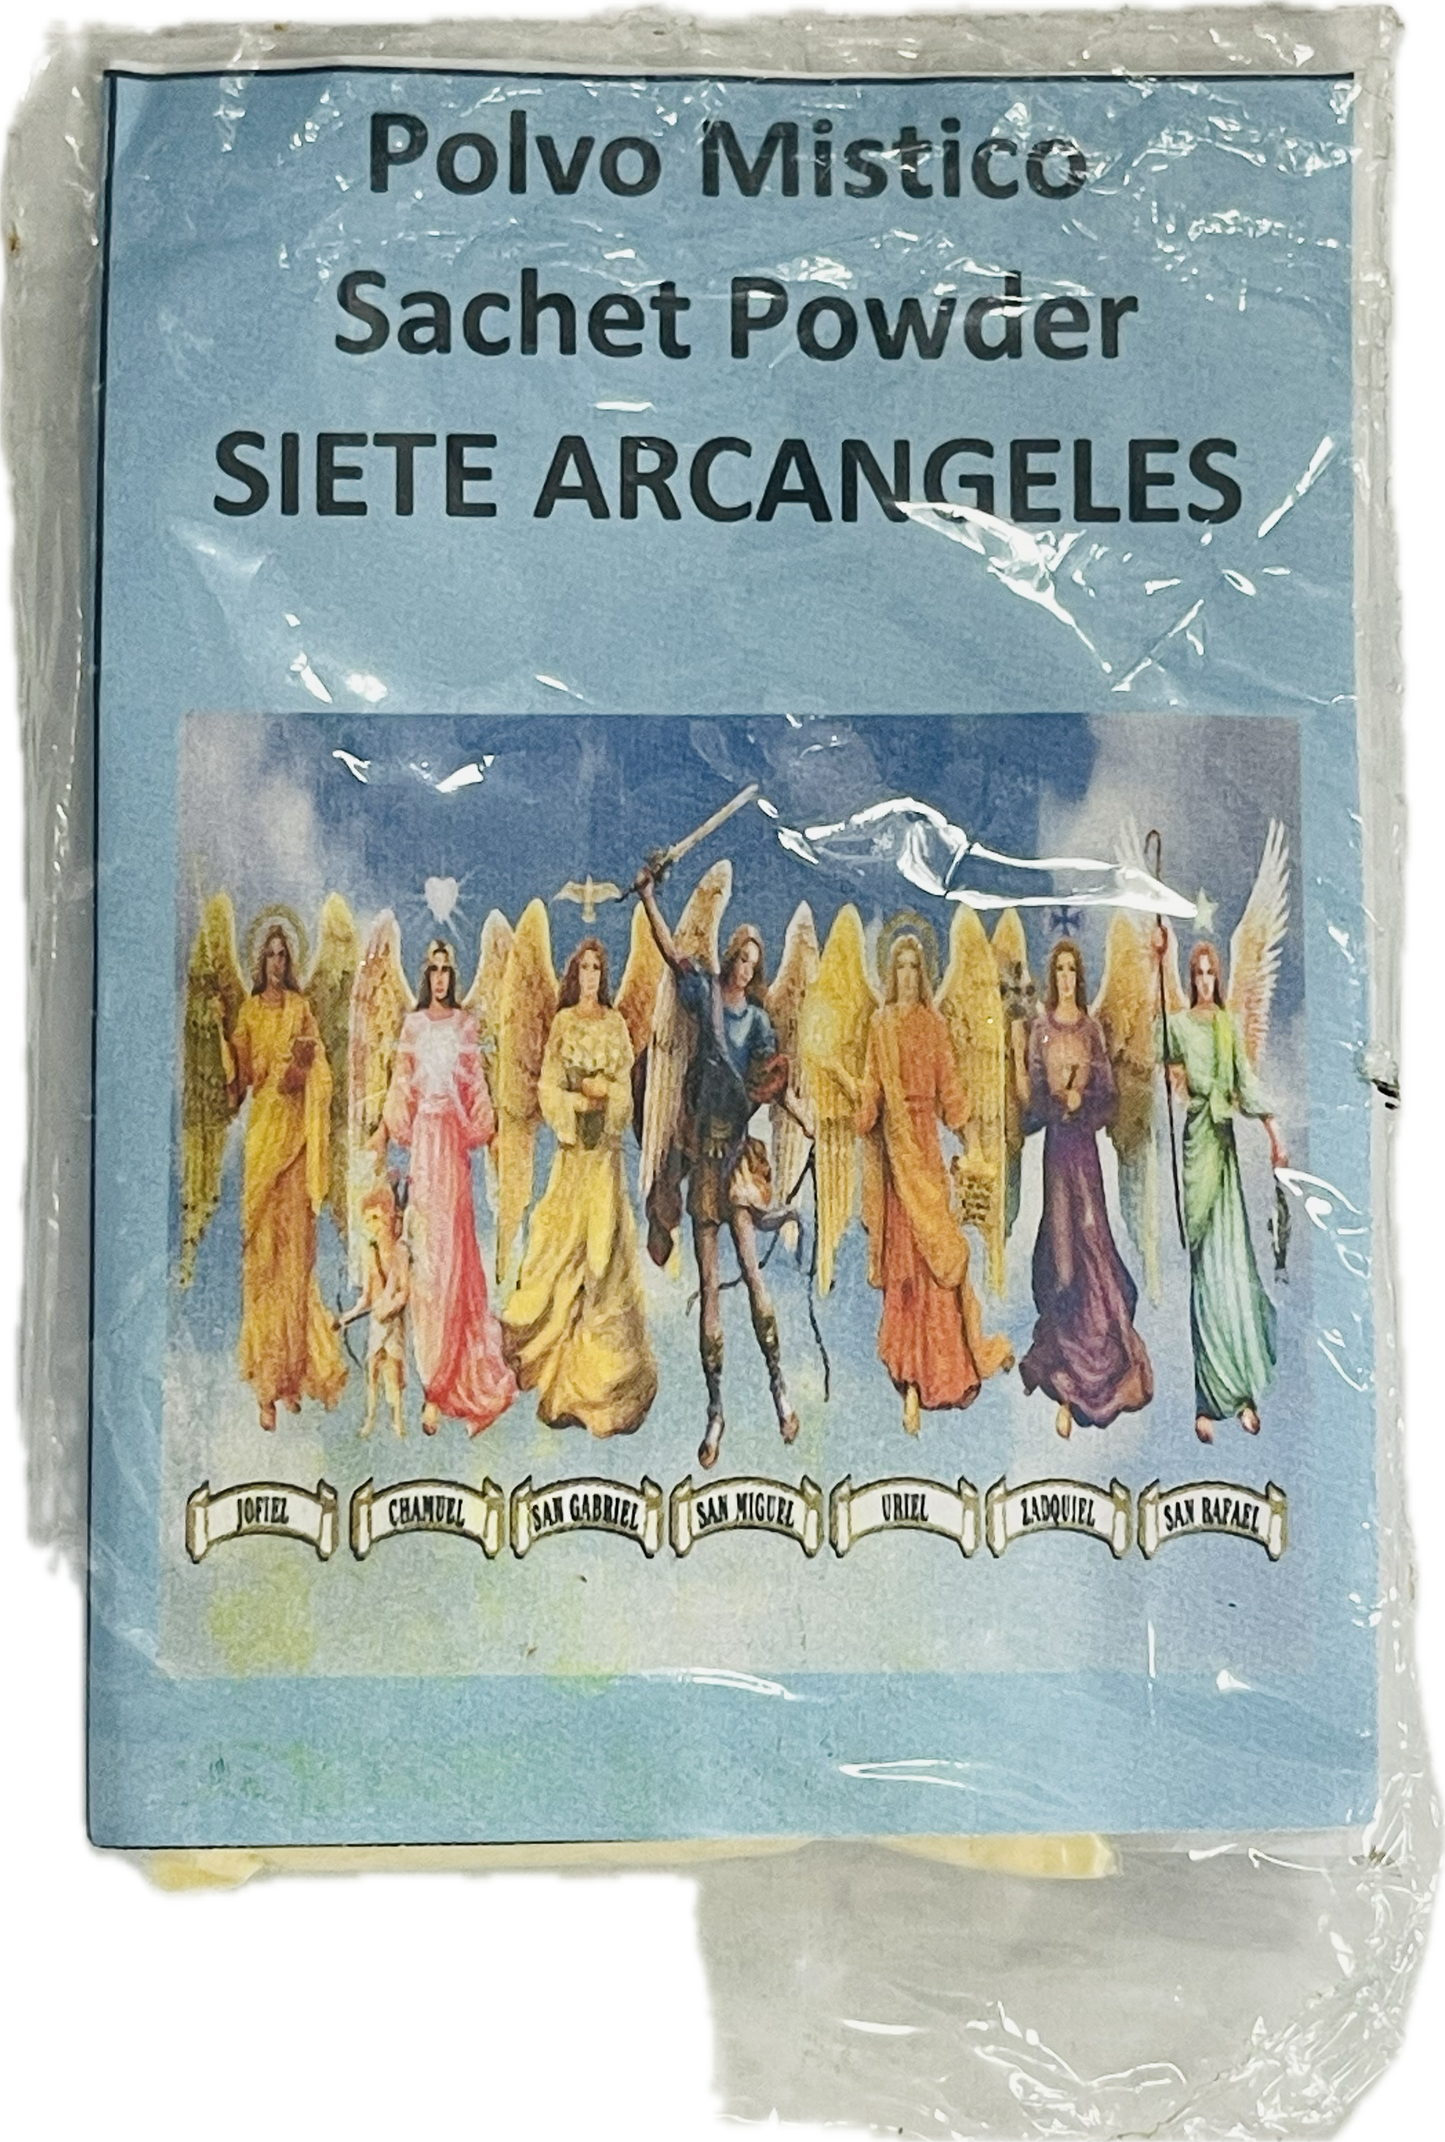 Polvo Mistico
Sachet Powder
SIETE ARCANGELES
JOFIEL CHAMUEL SAN GABRIEL SAN MIGUEL URIEL ZADQUIEL SAN RAFAEL